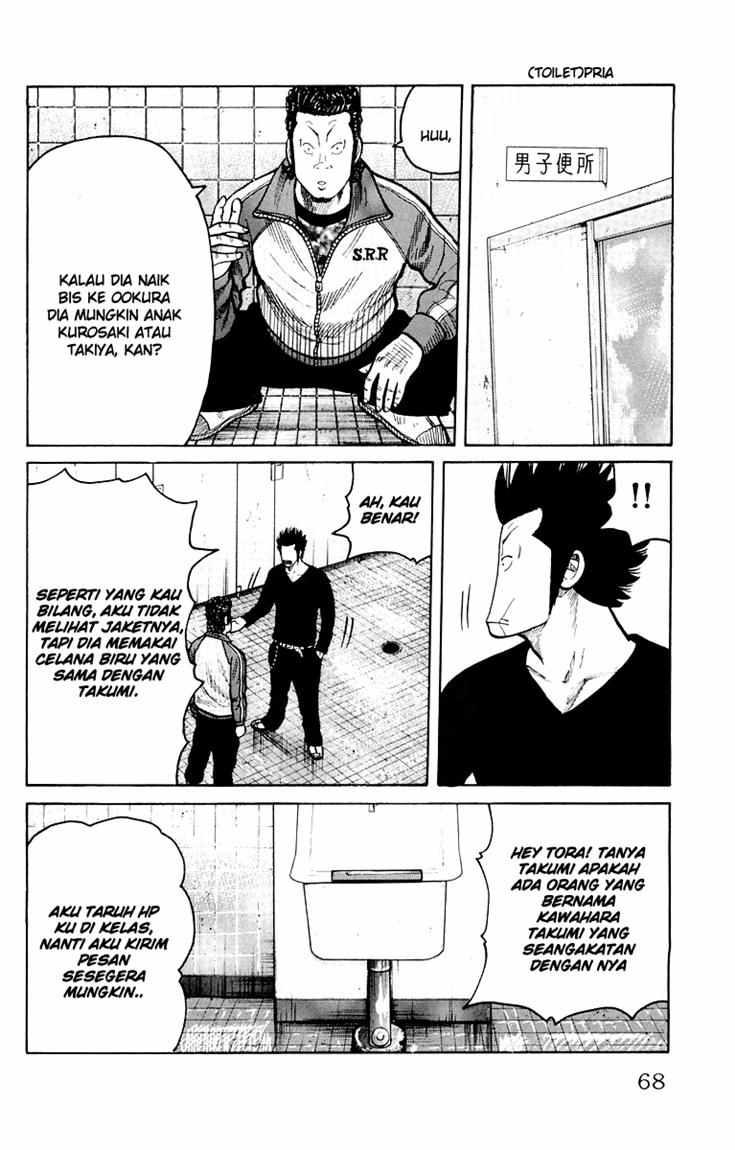 (TOILET)PRIA
男子便所
HUU,
S.R.R
KALAU DIA NAIK
BIS KE OOKURA
DIA MUNGKIN ANAK
KUROSAKI ATAU
TAKIYA, KAN?
!!
AH, KAU
BENAR!
SEPERTI YANG KAU
BILANG, AKU TIDAK
MELIHAT JAKETNYA,
TAPI DIA MEMAKAI
CELANA BIRU YANG
SAMA DENGAN
TAKUMI.
HEY TORA! TANYA
TAKUMI APAKAH
ADA ORANG YANG
BERNAMA
KAWAHARA
TAKUMI YANG
SEANGAKATAN
DENGAN NYA
AKU TARUH HP
KU DI KELAS,
NANTI AKU KIRIM
PESAN
SESEGERA
MUNGKIN..
68